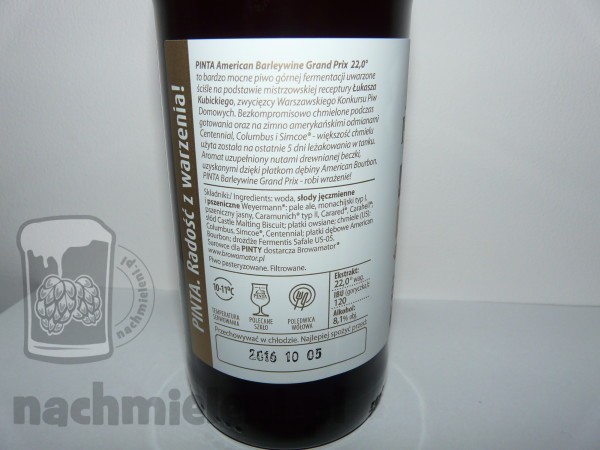 PINTA American Barleywine Grand Prix 22,0°
to bardzo mocne piwo górnej fermentacji uwarzone
ściśle na podstawie mistrzowskiej receptury Łukasza
Kubickiego, zwycięzcy Warszawskiego Konkursu Piw
Domowych. Bezkompromisowo chmielone podczas
gotowania oraz na zimno amerykańskimi odmianami
Centennial, Columbus i Simcoe® - większość chmielu
użyta została na ostatnie 5 dni leżakowania w tanku.
Aromat uzupełniony nutami drewnianej beczki,
uzyskanymi dzięki płatkom dębiny American Bourbon.
PINTA Barleywine Grand Prix - robi wrażenie!
Składniki/ Ingredients: woda, słody jęczmienne
i pszeniczne Weyermann®: pale ale, monachijski typ I,
pszeniczny jasny, Caramunich® typ II, Carared®, Carahell®;
słód Castle Malting Biscuit; płatki owsiane; chmiele (US)
Columbus, Simcoe®, Centennial; płatki dębowe American
Bourbon; drożdże Fermentis Safale US-05.
Surowce dla PINTY dostarcza Browamator®
www.browamator.pl
Piwo pasteryzowane. Filtrowane.
10-11°C
TEMPERATURA
SERWOWANIA
POLECANE
SZKŁO
POLĘDWICA
WOŁOWA
Ekstrakt:
22,0° wag.
IBU (goryczka):
120
Alkohol:
8,1% obj.
Przechowywać w chłodzie. Najlepiej spożyć przed:
2016 10 05
PINTA. Radość z warzenia!
nachmieleni.pl
nachmiele